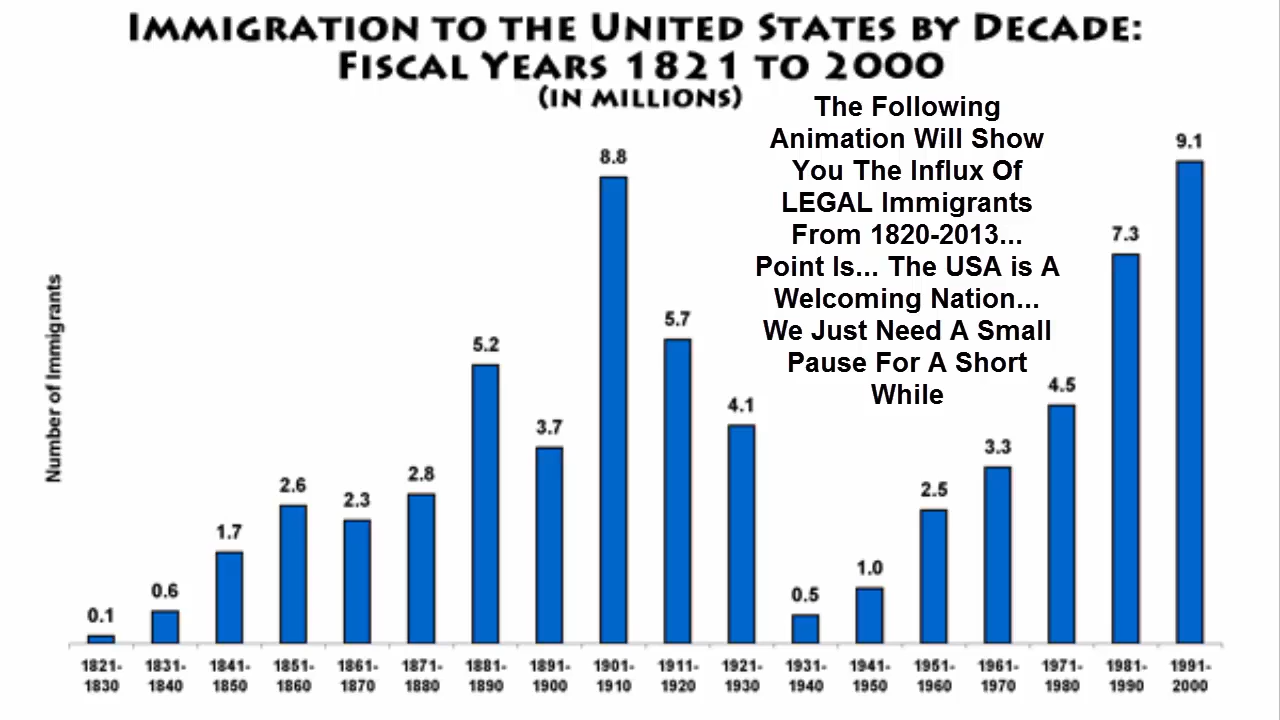 IMMIGRATION TO THE UNITED STATES BY DECADE:
FISCAL YEARS 1821 TO 2000
(IN MILLIONS)
The Following
Animation Will Show
You The Influx Of
LEGAL Immigrants
From 1820-2013...
Point Is... The USA is A
Welcoming Nation...
We Just Need A Small
Pause For A Short
While
Number of Immigrants
0.1
0.6
1.7
2.6
2.3
2.8
5.2
3.7
8.8
5.7
4.1
0.5
1.0
2.5
3.3
4.5
7.3
9.1
1821- 1831- 1841- 1851- 1861- 1871- 1881- 1891- 1901- 1911- 1921- 1931- 1941- 1951- 1961- 1971- 1981- 1991-
1830 1840 1850 1860 1870 1880 1890 1900 1910 1920 1930 1940 1950 1960 1970 1980 1990 2000